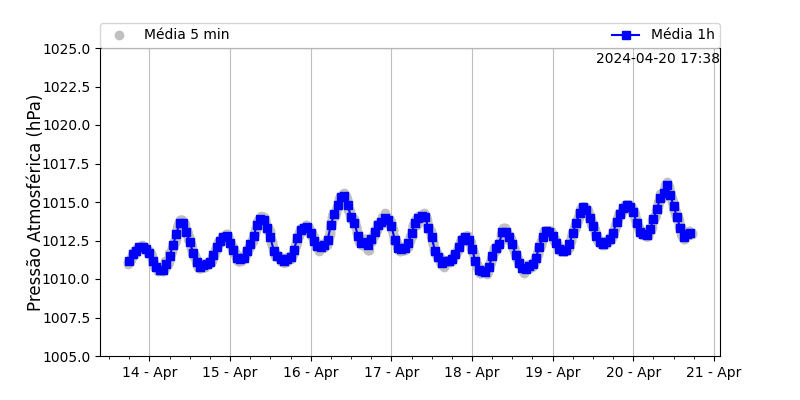 Média 5 min
Média 1h
2024-04-20 17:38
Pressão Atmosférica (hPa)
1025.0
1022.5
1020.0
1017.5
1015.0
1012.5
1010.0
1007.5
1005.0
14 - Apr
15 - Apr
16 - Apr
17 - Apr
18 - Apr
19 - Apr
20 - Apr
21 - Apr